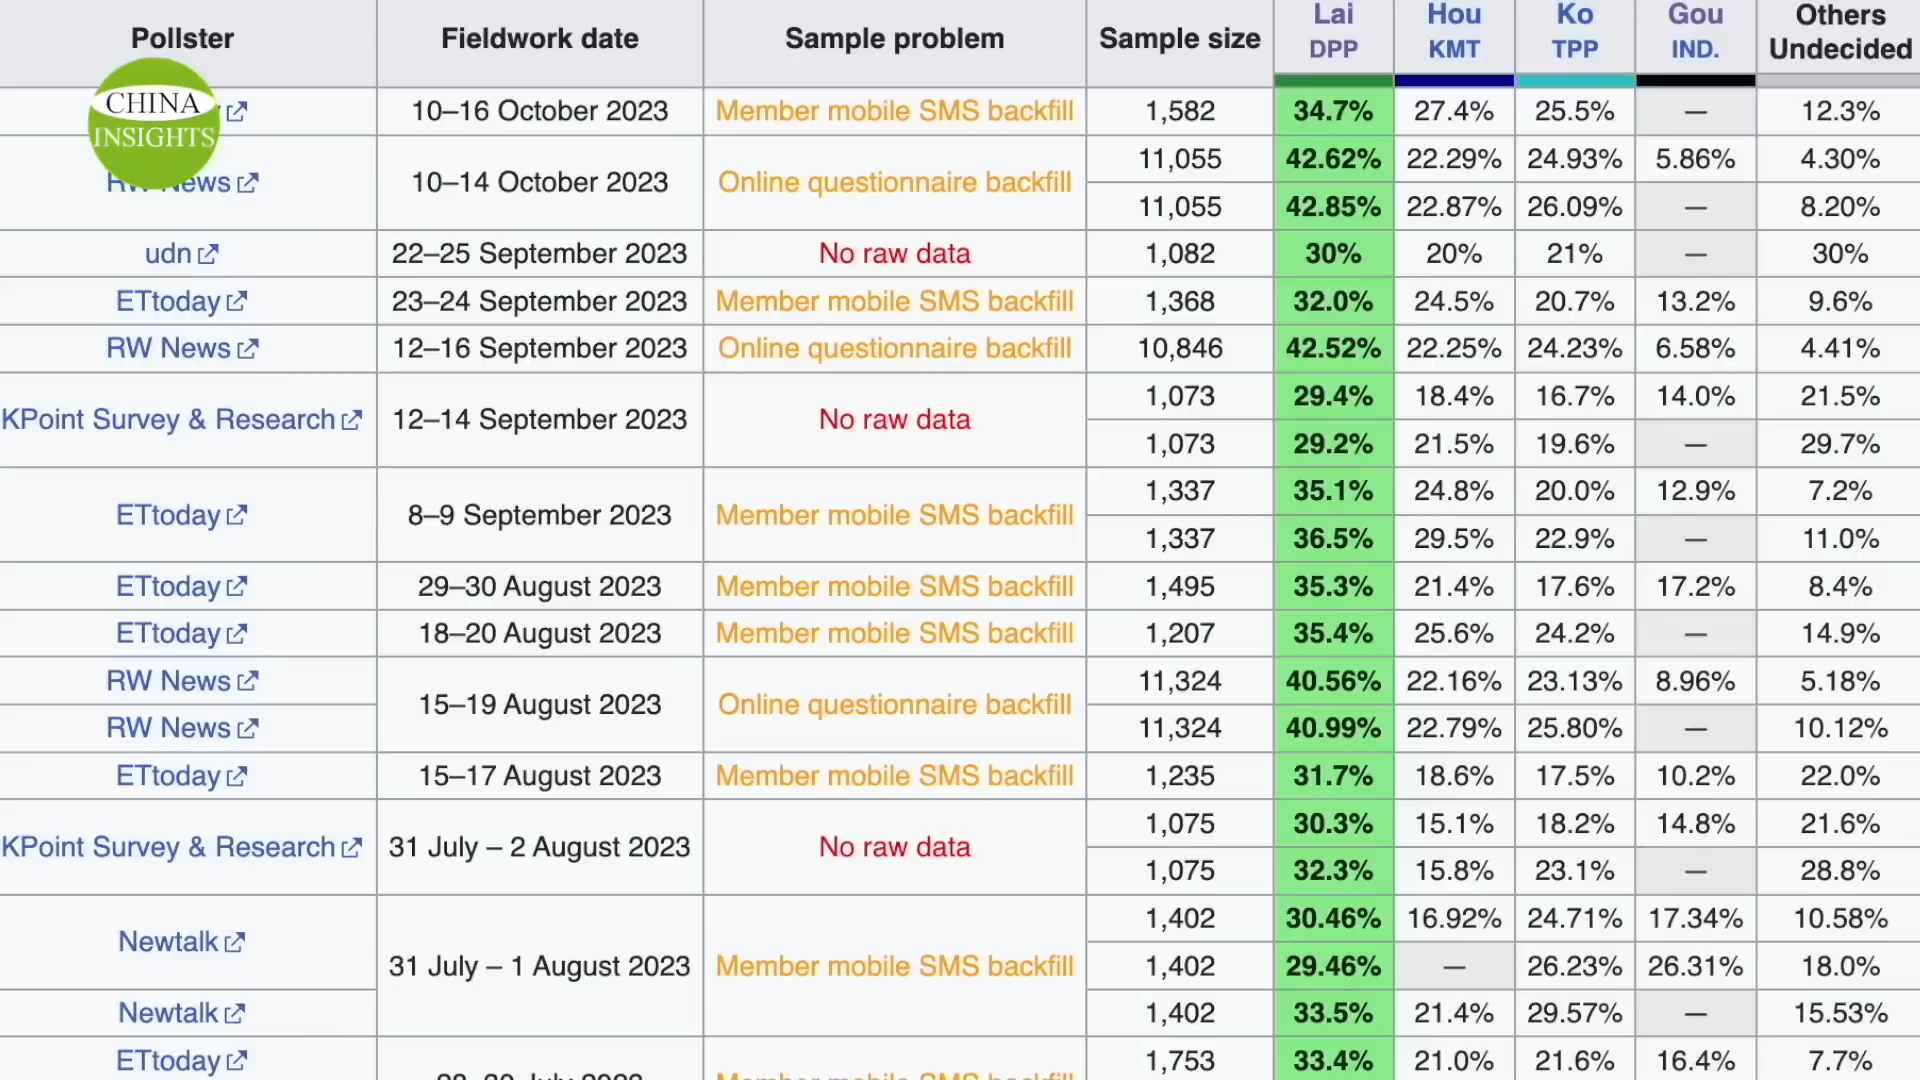 Pollster Fieldwork date Sample problem Sample size Lai DPP Hou KMT Ko TPP Gou IND. Others Undecided
CHINA INSIGHTS
10–16 October 2023 Member mobile SMS backfill 1,582 34.7% 27.4% 25.5% — 12.3%
RW News 10–14 October 2023 Online questionnaire backfill 11,055 42.62% 22.29% 24.93% 5.86% 4.30%
11,055 42.85% 22.87% 26.09% — 8.20%
udn 22–25 September 2023 No raw data 1,082 30% 20% 21% — 30%
ETtoday 23–24 September 2023 Member mobile SMS backfill 1,368 32.0% 24.5% 20.7% 13.2% 9.6%
RW News 12–16 September 2023 Online questionnaire backfill 10,846 42.52% 22.25% 24.23% 6.58% 4.41%
KPoint Survey & Research 12–14 September 2023 No raw data 1,073 29.4% 18.4% 16.7% 14.0% 21.5%
1,073 29.2% 21.5% 19.6% — 29.7%
ETtoday 8–9 September 2023 Member mobile SMS backfill 1,337 35.1% 24.8% 20.0% 12.9% 7.2%
1,337 36.5% 29.5% 22.9% — 11.0%
ETtoday 29–30 August 2023 Member mobile SMS backfill 1,495 35.3% 21.4% 17.6% 17.2% 8.4%
ETtoday 18–20 August 2023 Member mobile SMS backfill 1,207 35.4% 25.6% 24.2% — 14.9%
RW News 15–19 August 2023 Online questionnaire backfill 11,324 40.56% 22.16% 23.13% 8.96% 5.18%
RW News 11,324 40.99% 22.79% 25.80% — 10.12%
ETtoday 15–17 August 2023 Member mobile SMS backfill 1,235 31.7% 18.6% 17.5% 10.2% 22.0%
KPoint Survey & Research 31 July – 2 August 2023 No raw data 1,075 30.3% 15.1% 18.2% 14.8% 21.6%
1,075 32.3% 15.8% 23.1% — 28.8%
Newtalk 31 July – 1 August 2023 Member mobile SMS backfill 1,402 30.46% 16.92% 24.71% 17.34% 10.58%
1,402 29.46% — 26.23% 26.31% 18.0%
Newtalk 1,402 33.5% 21.4% 29.57% — 15.53%
ETtoday 1,753 33.4% 21.0% 21.6% 16.4% 7.7%